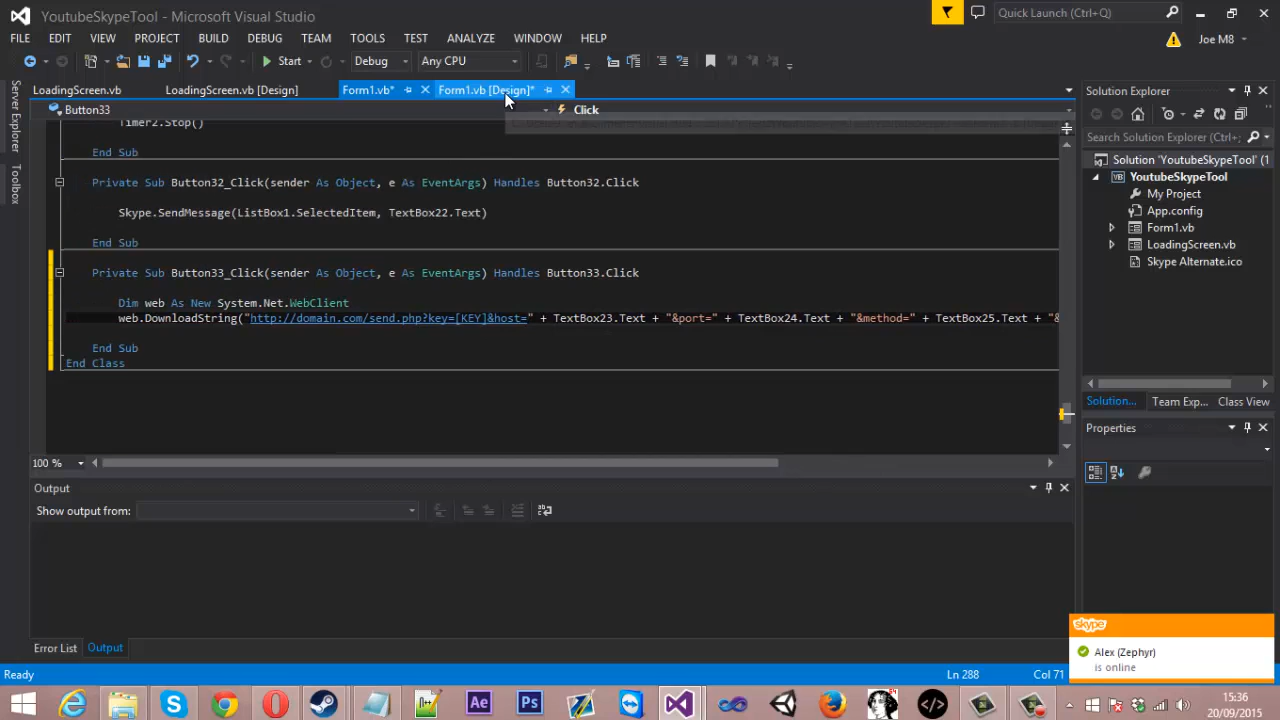 YoutubeSkypeTool - Microsoft Visual Studio
Quick Launch (Ctrl+Q)
FILE EDIT VIEW PROJECT BUILD DEBUG TEAM TOOLS TEST ANALYZE WINDOW HELP
Joe M8
Start Debug Any CPU
LoadingScreen.vb LoadingScreen.vb [Design] Form1.vb* Form1.vb [Design]*
Button33 Click
Timer2.Stop()
End Sub
Private Sub Button32_Click(sender As Object, e As EventArgs) Handles Button32.Click
Skype.SendMessage(ListBox1.SelectedItem, TextBox22.Text)
End Sub
Private Sub Button33_Click(sender As Object, e As EventArgs) Handles Button33.Click
Dim web As New System.Net.WebClient
web.DownloadString("http://domain.com/send.php?key=[KEY]&host=" + TextBox23.Text + "&port=" + TextBox24.Text + "&method=" + TextBox25.Text + "&
End Sub
End Class
100 %
Output
Show output from:
Error List Output
Server Explorer
Toolbox
Solution Explorer
Search Solution Explorer (Ctrl+;
Solution 'YoutubeSkypeTool' (1
YoutubeSkypeTool
My Project
App.config
Form1.vb
LoadingScreen.vb
Skype Alternate.ico
Solution... Team Exp... Class View
Properties
Ready Ln 288 Col 71
skype
Alex (Zephyr)
is online
Ae Ps
15:36
20/09/2015